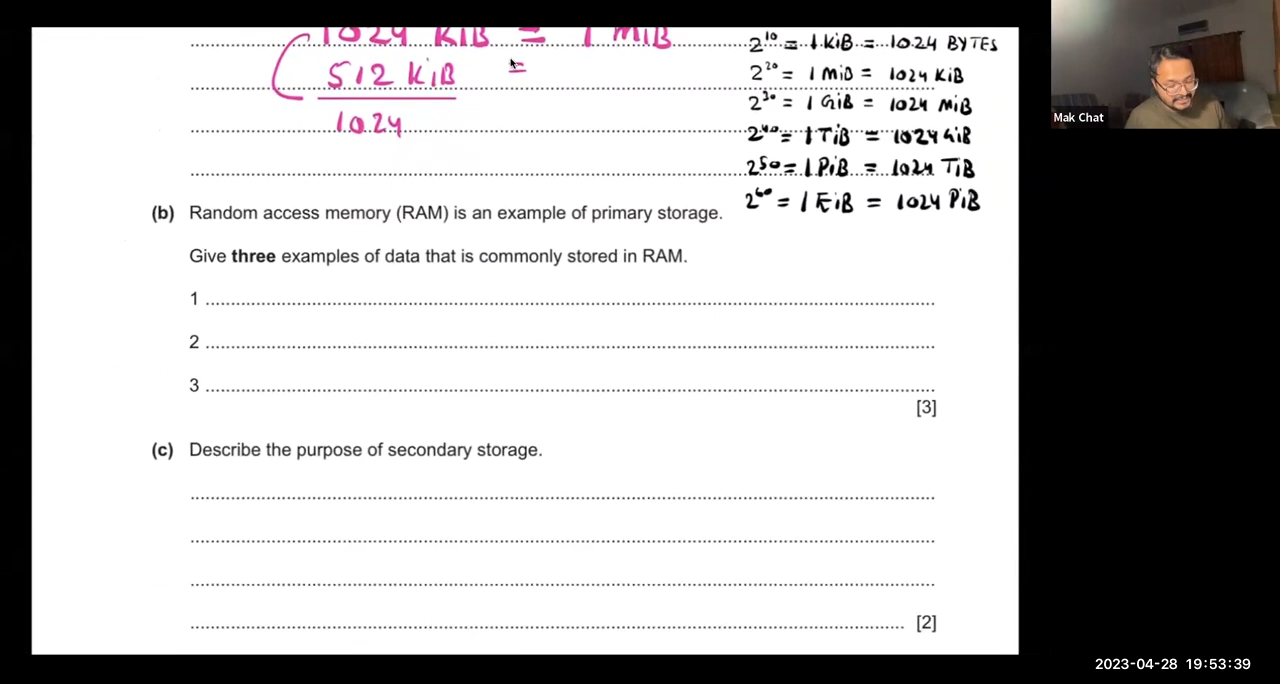 1024 KiB = 1 MiB
512 KiB =
1024
2¹⁰ = 1 KiB = 1024 BYTES
2²⁰ = 1 MiB = 1024 KiB
2³⁰ = 1 GiB = 1024 MiB
2⁴⁰ = 1 TiB = 1024 GiB
2⁵⁰ = 1 PiB = 1024 TiB
2⁶⁰ = 1 EiB = 1024 PiB
(b) Random access memory (RAM) is an example of primary storage.
Give three examples of data that is commonly stored in RAM.
1
2
3
[3]
(c) Describe the purpose of secondary storage.
[2]
Mak Chat
2023-04-28 19:53:39